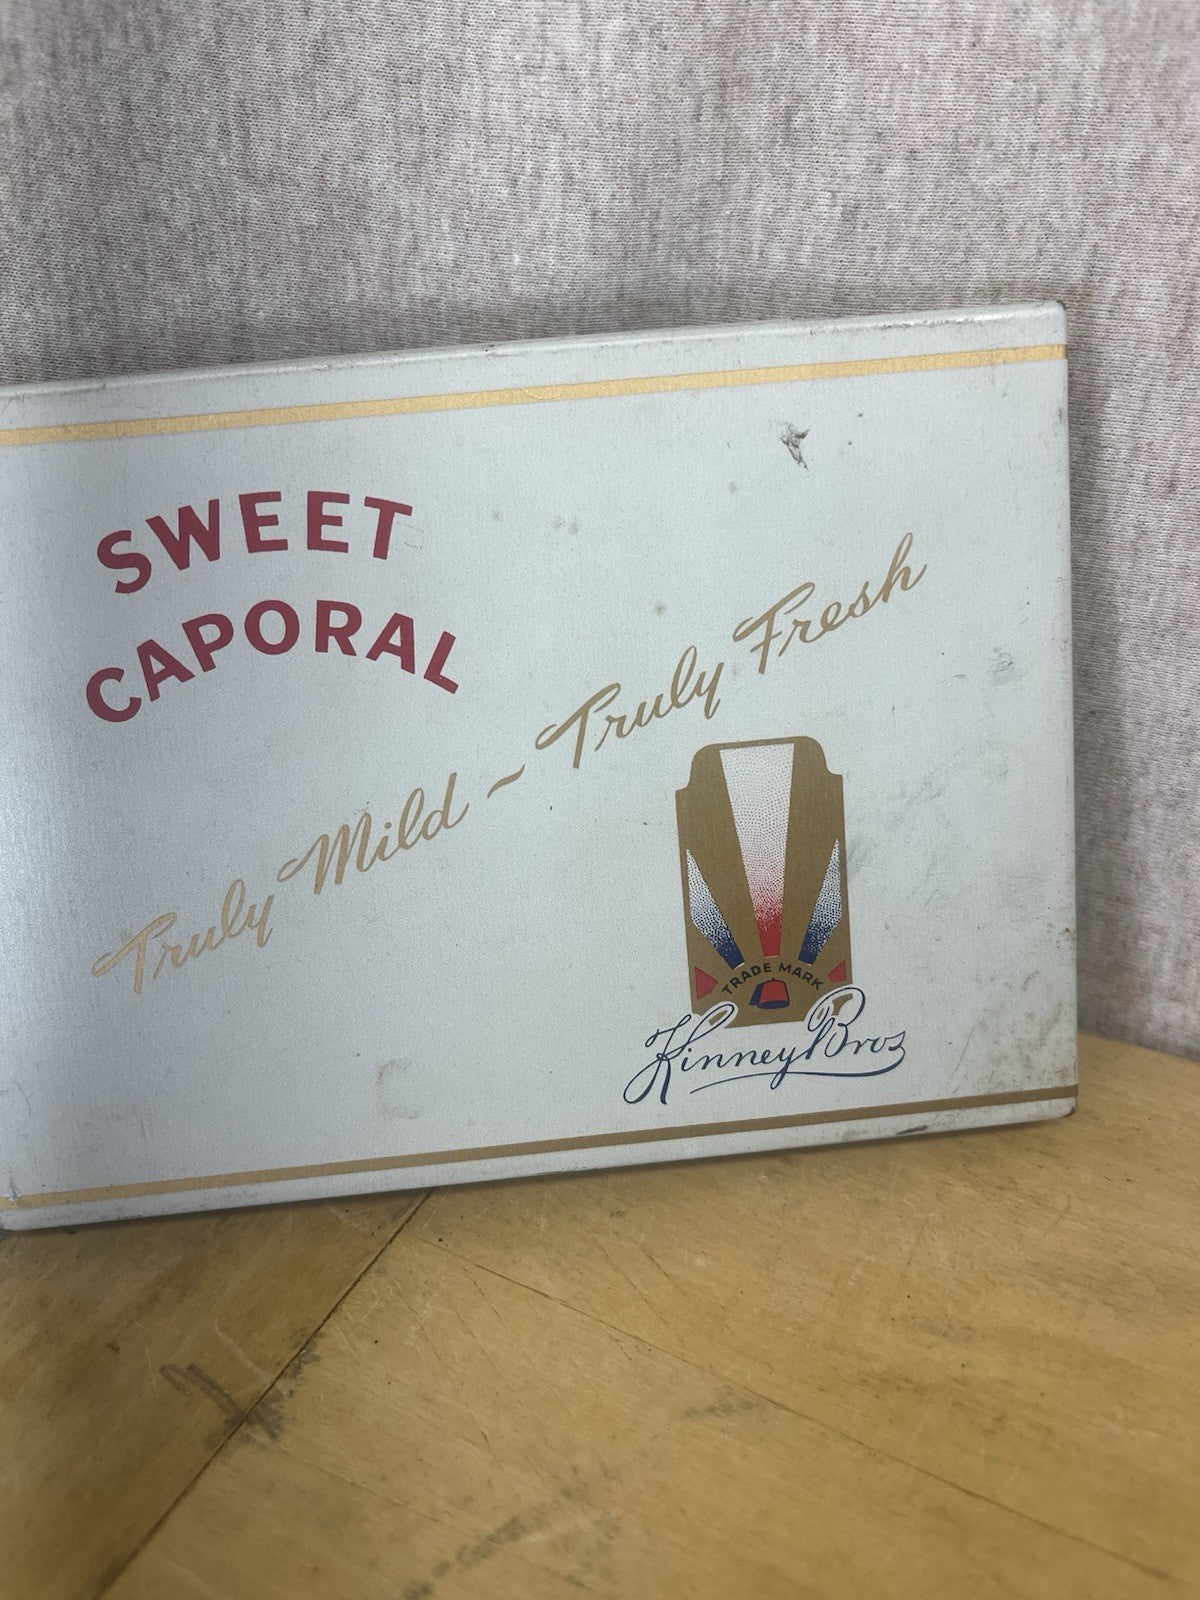 SWEET
CAPORAL
Truly Mild ~ Truly Fresh
TRADE MARK
Kinney Bros